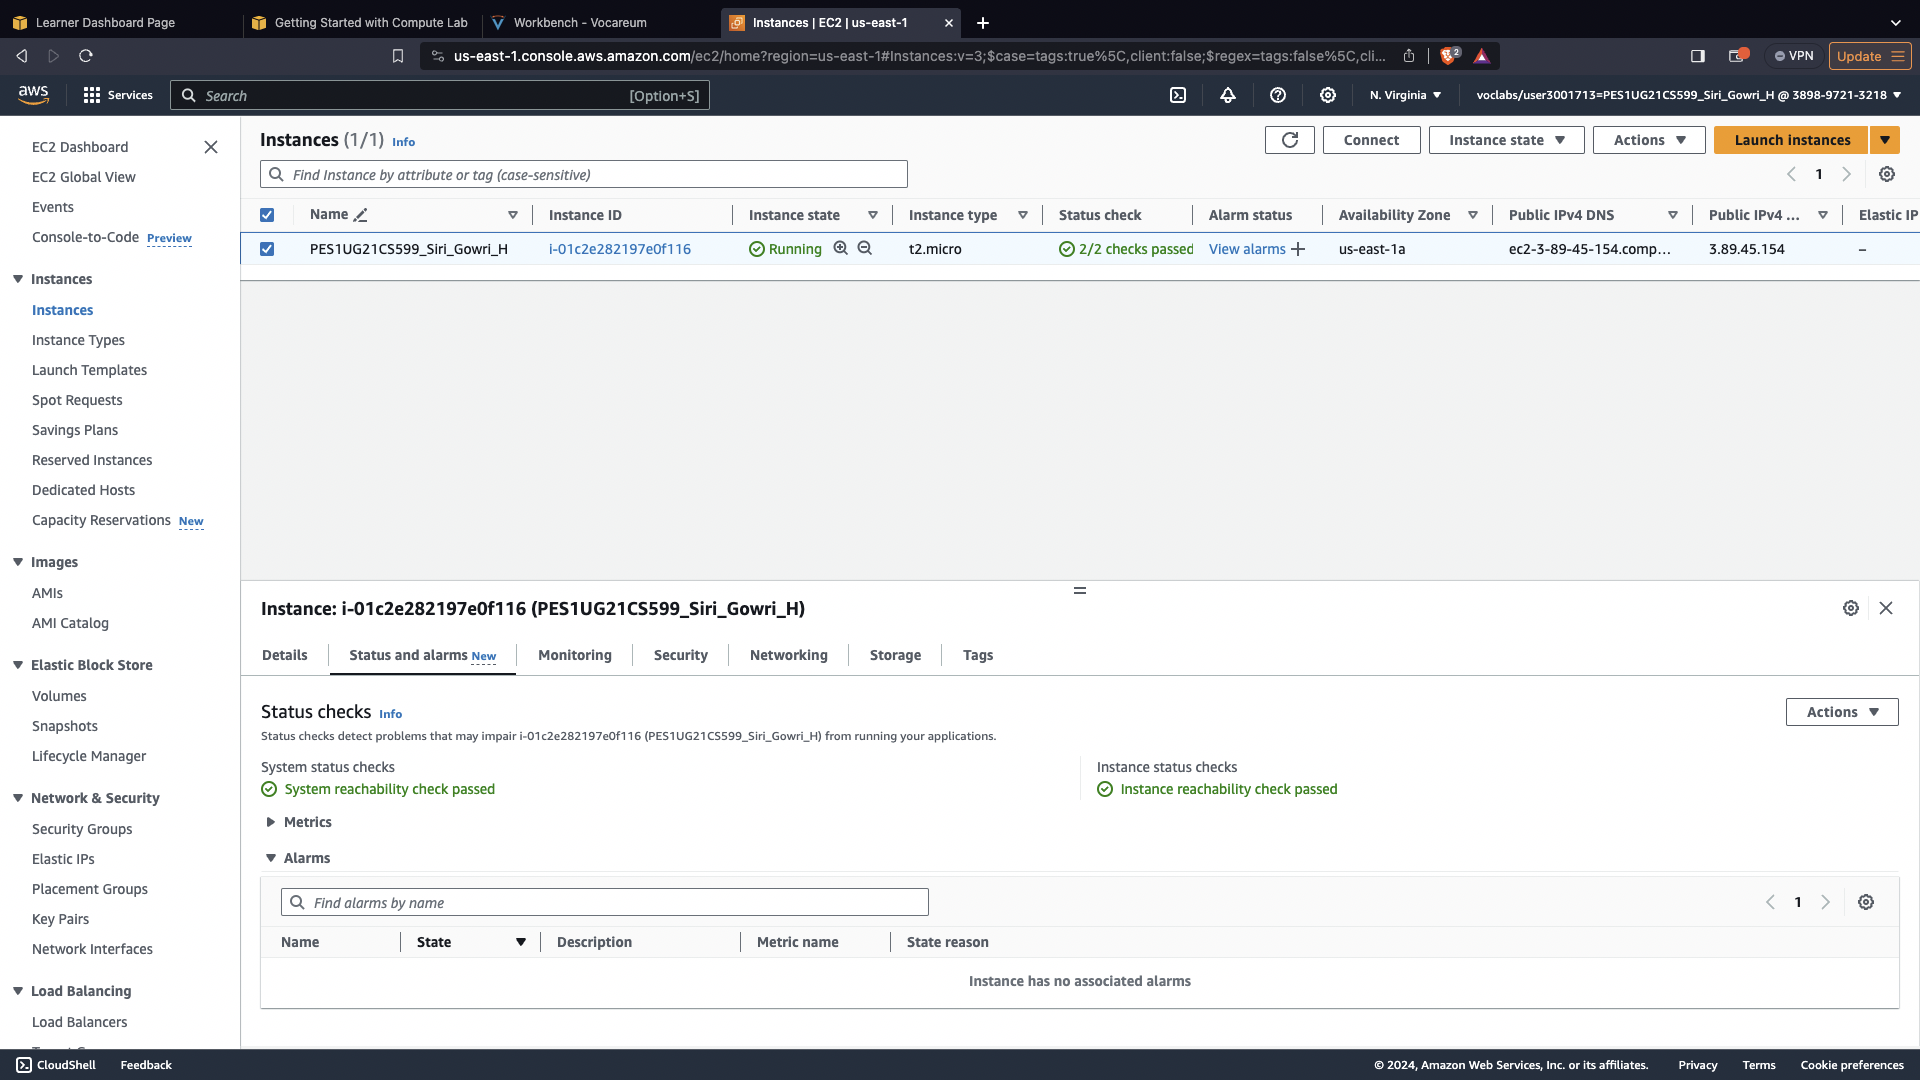 Learner Dashboard Page
Getting Started with Compute Lab
Workbench - Vocareum
Instances | EC2 | us-east-1
us-east-1.console.aws.amazon.com/ec2/home?region=us-east-1#Instances:v=3;$case=tags:true%5C,client:false;$regex=tags:false%5C,cli...
2
VPN
Update
aws
Services
Search
[Option+S]
N. Virginia
voclabs/user3001713=PES1UG21CS599_Siri_Gowri_H @ 3898-9721-3218
EC2 Dashboard
EC2 Global View
Events
Console-to-Code Preview
Instances
Instances
Instance Types
Launch Templates
Spot Requests
Savings Plans
Reserved Instances
Dedicated Hosts
Capacity Reservations New
Images
AMIs
AMI Catalog
Elastic Block Store
Volumes
Snapshots
Lifecycle Manager
Network & Security
Security Groups
Elastic IPs
Placement Groups
Key Pairs
Network Interfaces
Load Balancing
Load Balancers
Instances (1/1) Info
Connect
Instance state
Actions
Launch instances
Find Instance by attribute or tag (case-sensitive)
1
Name Instance ID Instance state Instance type Status check Alarm status Availability Zone Public IPv4 DNS Public IPv4 ... Elastic IP
PES1UG21CS599_Siri_Gowri_H i-01c2e282197e0f116 Running t2.micro 2/2 checks passed View alarms + us-east-1a ec2-3-89-45-154.comp... 3.89.45.154 –
Instance: i-01c2e282197e0f116 (PES1UG21CS599_Siri_Gowri_H)
Details
Status and alarms New
Monitoring
Security
Networking
Storage
Tags
Status checks Info
Actions
Status checks detect problems that may impair i-01c2e282197e0f116 (PES1UG21CS599_Siri_Gowri_H) from running your applications.
System status checks
System reachability check passed
Instance status checks
Instance reachability check passed
Metrics
Alarms
Find alarms by name
1
Name State Description Metric name State reason
Instance has no associated alarms
CloudShell
Feedback
© 2024, Amazon Web Services, Inc. or its affiliates.
Privacy
Terms
Cookie preferences